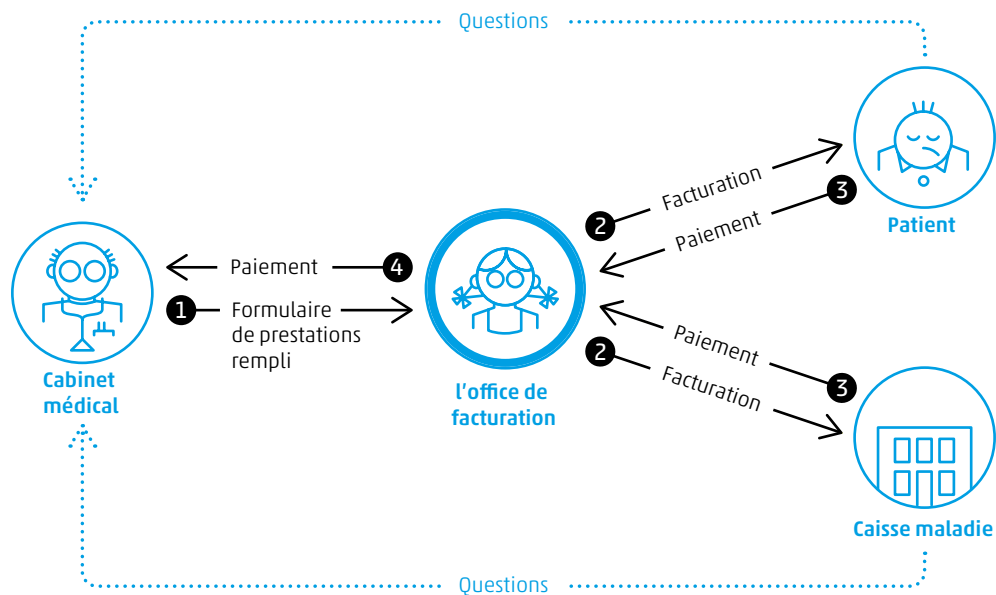 Questions
2
Facturation
3
Paiement
Patient
Paiement
4
1
Formulaire
de prestations
rempli
Cabinet
médical
l'office de
facturation
Paiement
3
2
Facturation
Caisse maladie
Questions